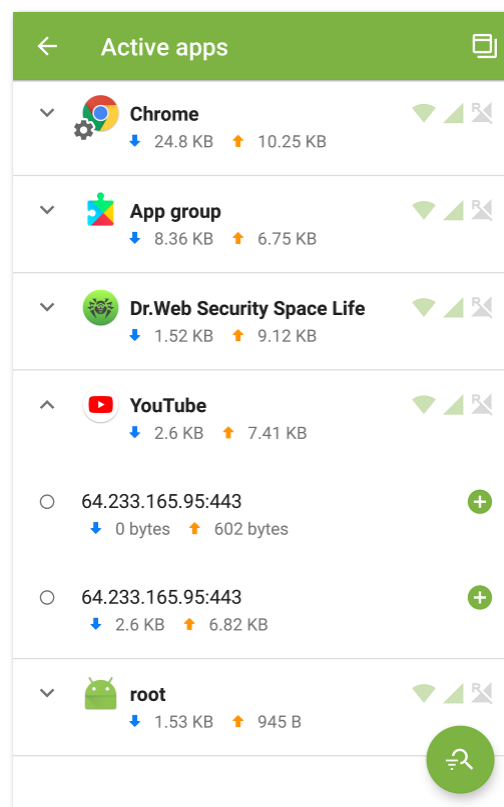 Active apps
Chrome
24.8 KB 10.25 KB
R
App group
8.36 KB 6.75 KB
R
Dr.Web Security Space Life
1.52 KB 9.12 KB
R
YouTube
2.6 KB 7.41 KB
R
64.233.165.95:443
0 bytes 602 bytes
64.233.165.95:443
2.6 KB 6.82 KB
root
1.53 KB 945 B
R